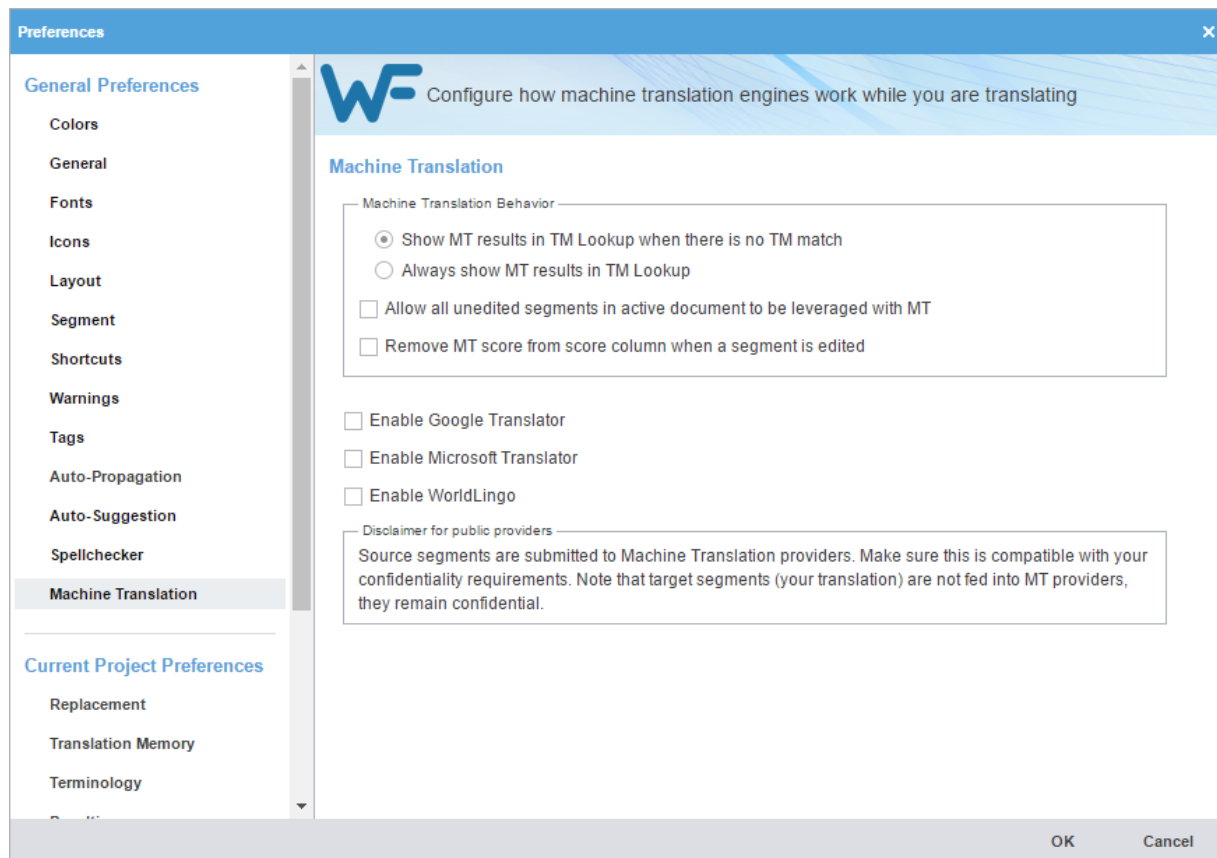 Preferences
General Preferences
Colors
General
Fonts
Icons
Layout
Segment
Shortcuts
Warnings
Tags
Auto-Propagation
Auto-Suggestion
Spellchecker
Machine Translation
Current Project Preferences
Replacement
Translation Memory
Terminology
WF
Configure how machine translation engines work while you are translating
Machine Translation
Machine Translation Behavior
Show MT results in TM Lookup when there is no TM match
Always show MT results in TM Lookup
Allow all unedited segments in active document to be leveraged with MT
Remove MT score from score column when a segment is edited
Enable Google Translator
Enable Microsoft Translator
Enable WorldLingo
Disclaimer for public providers
Source segments are submitted to Machine Translation providers. Make sure this is compatible with your
confidentiality requirements. Note that target segments (your translation) are not fed into MT providers,
they remain confidential.
OK
Cancel